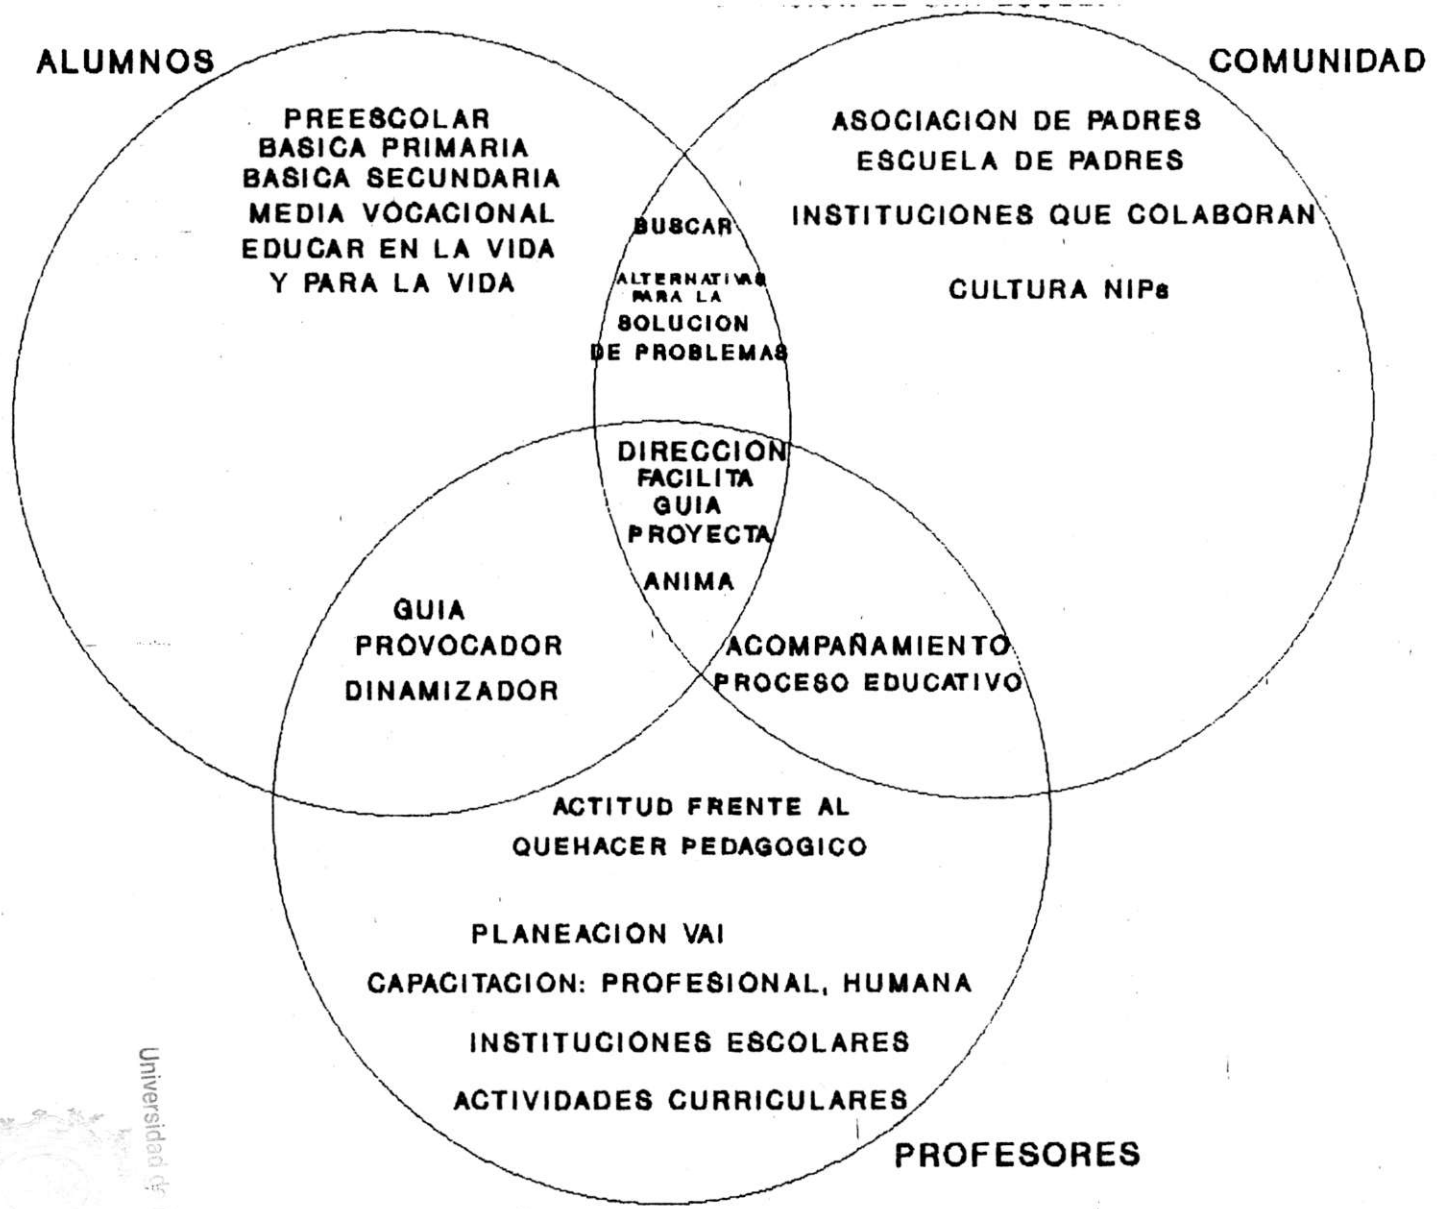 ALUMNOS
COMUNIDAD
PREESCOLAR
BASICA PRIMARIA
BASICA SECUNDARIA
MEDIA VOCACIONAL
EDUCAR EN LA VIDA
Y PARA LA VIDA
ASOCIACION DE PADRES
ESCUELA DE PADRES
INSTITUCIONES QUE COLABORAN
CULTURA NIPs
BUSCAR
ALTERNATIVAS
PARA LA
SOLUCION
DE PROBLEMAS
DIRECCION
FACILITA
GUIA
PROYECTA
ANIMA
GUIA
PROVOCADOR
DINAMIZADOR
ACOMPAÑAMIENTO
PROCESO EDUCATIVO
ACTITUD FRENTE AL
QUEHACER PEDAGOGICO
PLANEACION VAI
CAPACITACION: PROFESIONAL, HUMANA
INSTITUCIONES ESCOLARES
ACTIVIDADES CURRICULARES
PROFESORES
Universidad de